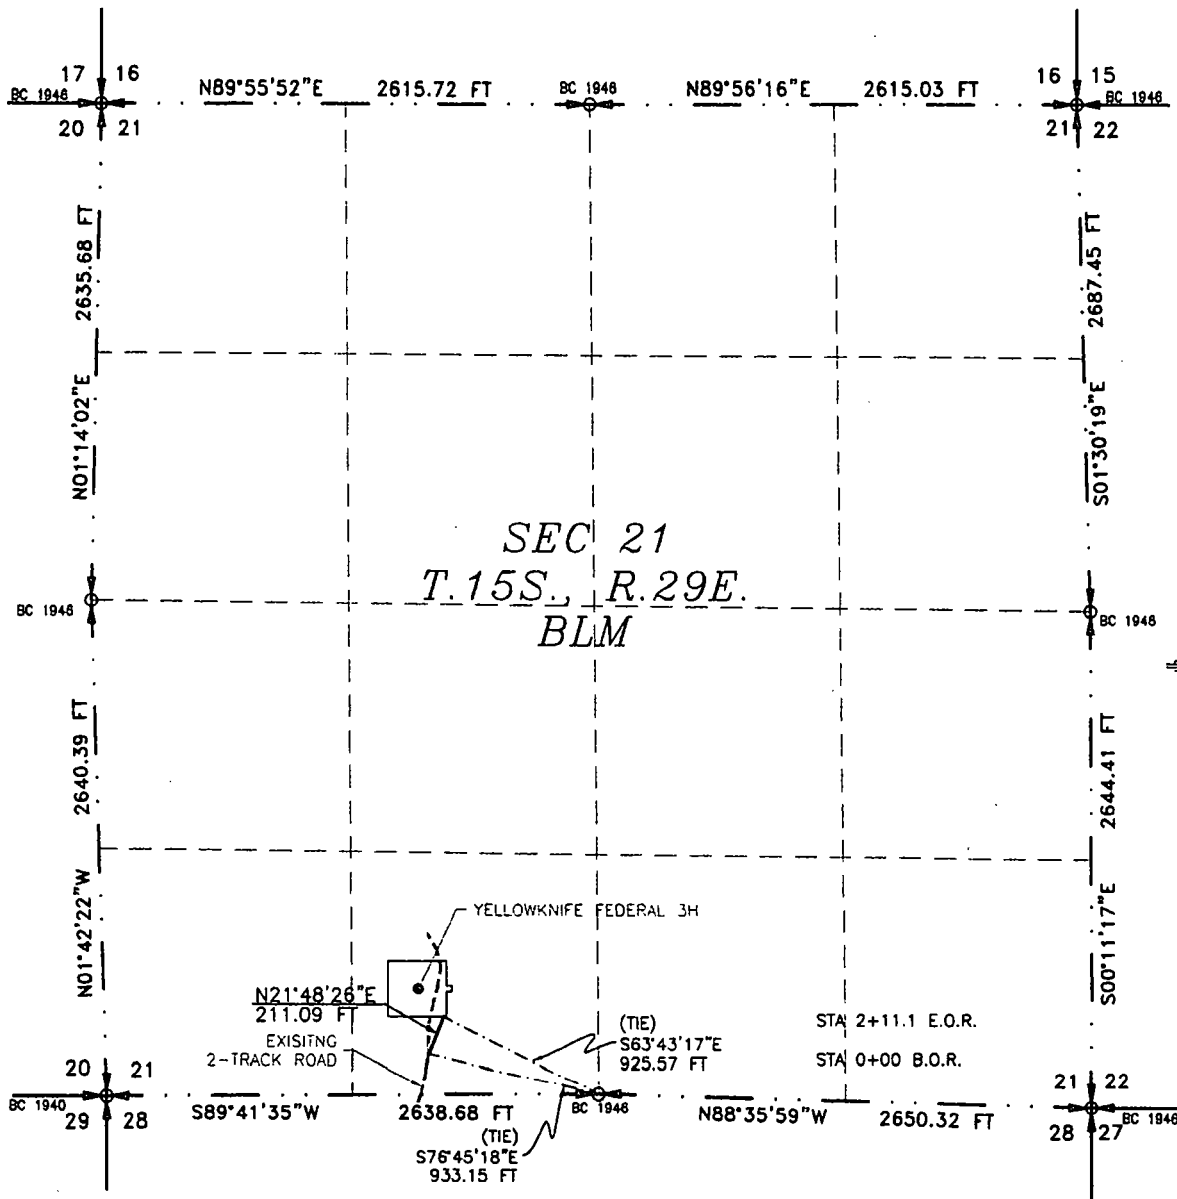 17 16
N89°55'52"E 2615.72 FT
BC 1946
N89°56'16"E 2615.03 FT
16 15
BC 1946
BC 1946
20 21
21 22
2635.68 FT
N01°14'02"E
2687.45 FT
S01°30'19"E
SEC 21
T.15S., R.29E.
BLM
BC 1946
BC 1946
2640.39 FT
N01°42'22"W
2644.41 FT
S00°11'17"E
YELLOWKNIFE FEDERAL 3H
N21°48'26"E
211.09 FT
EXISITNG
2-TRACK ROAD
(TIE)
S63°43'17"E
925.57 FT
STA 2+11.1 E.O.R.
STA 0+00 B.O.R.
20 21
21 22
BC 1940
S89°41'35"W 2638.68 FT
BC 1946
N88°35'59"W 2650.32 FT
BC 1946
29 28
28 27
(TIE)
S76°45'18"E
933.15 FT